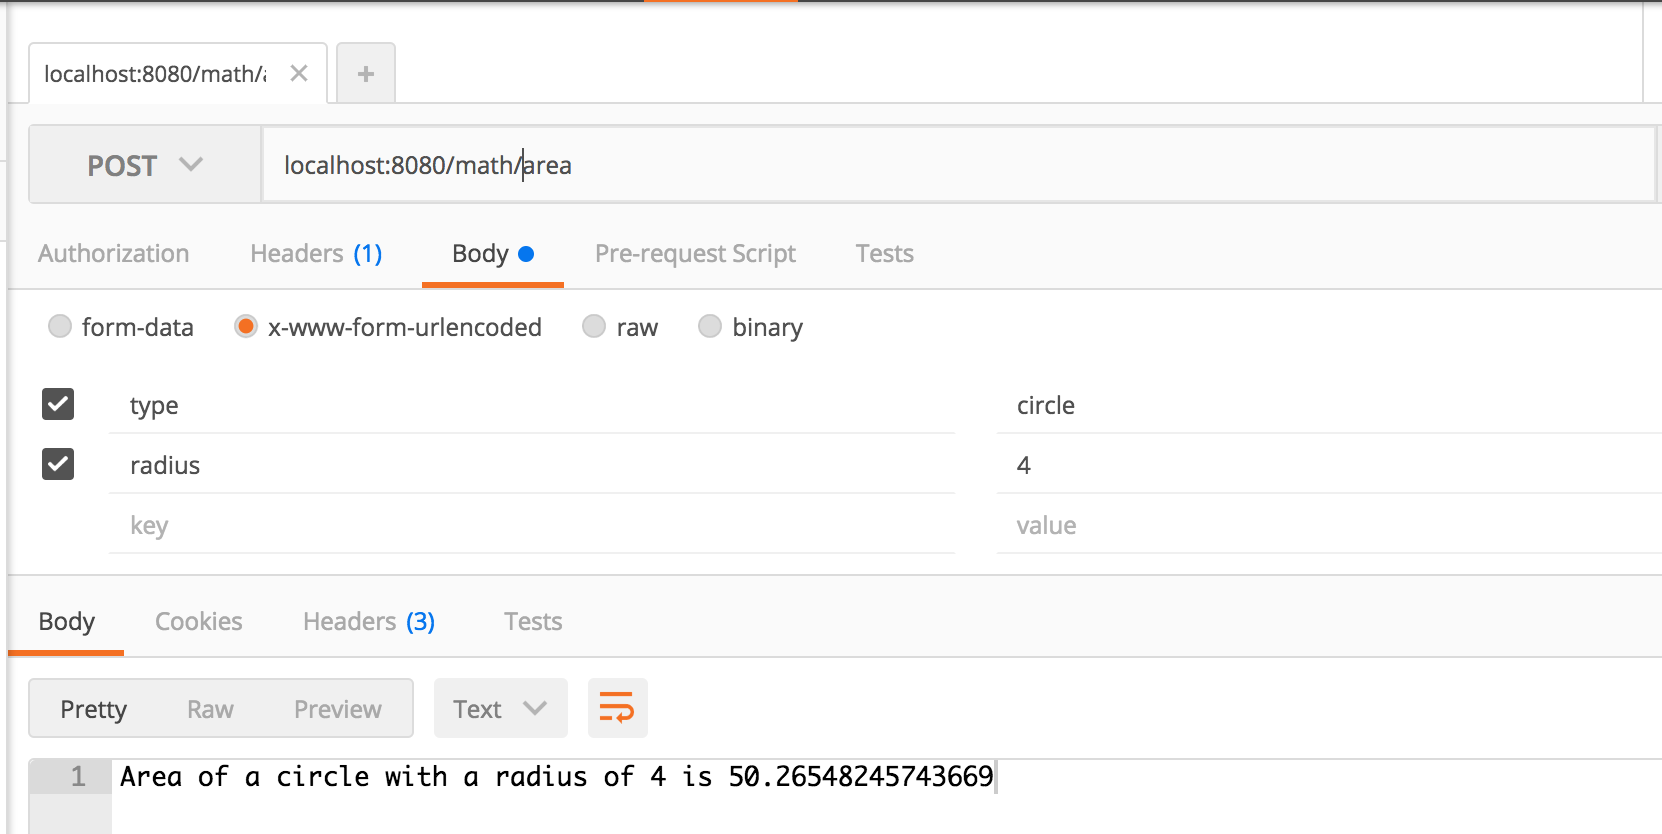 localhost:8080/math/
POST localhost:8080/math/area
Authorization Headers (1) Body Pre-request Script Tests
form-data x-www-form-urlencoded raw binary
type circle
radius 4
key value
Body Cookies Headers (3) Tests
Pretty Raw Preview Text
1 Area of a circle with a radius of 4 is 50.26548245743669